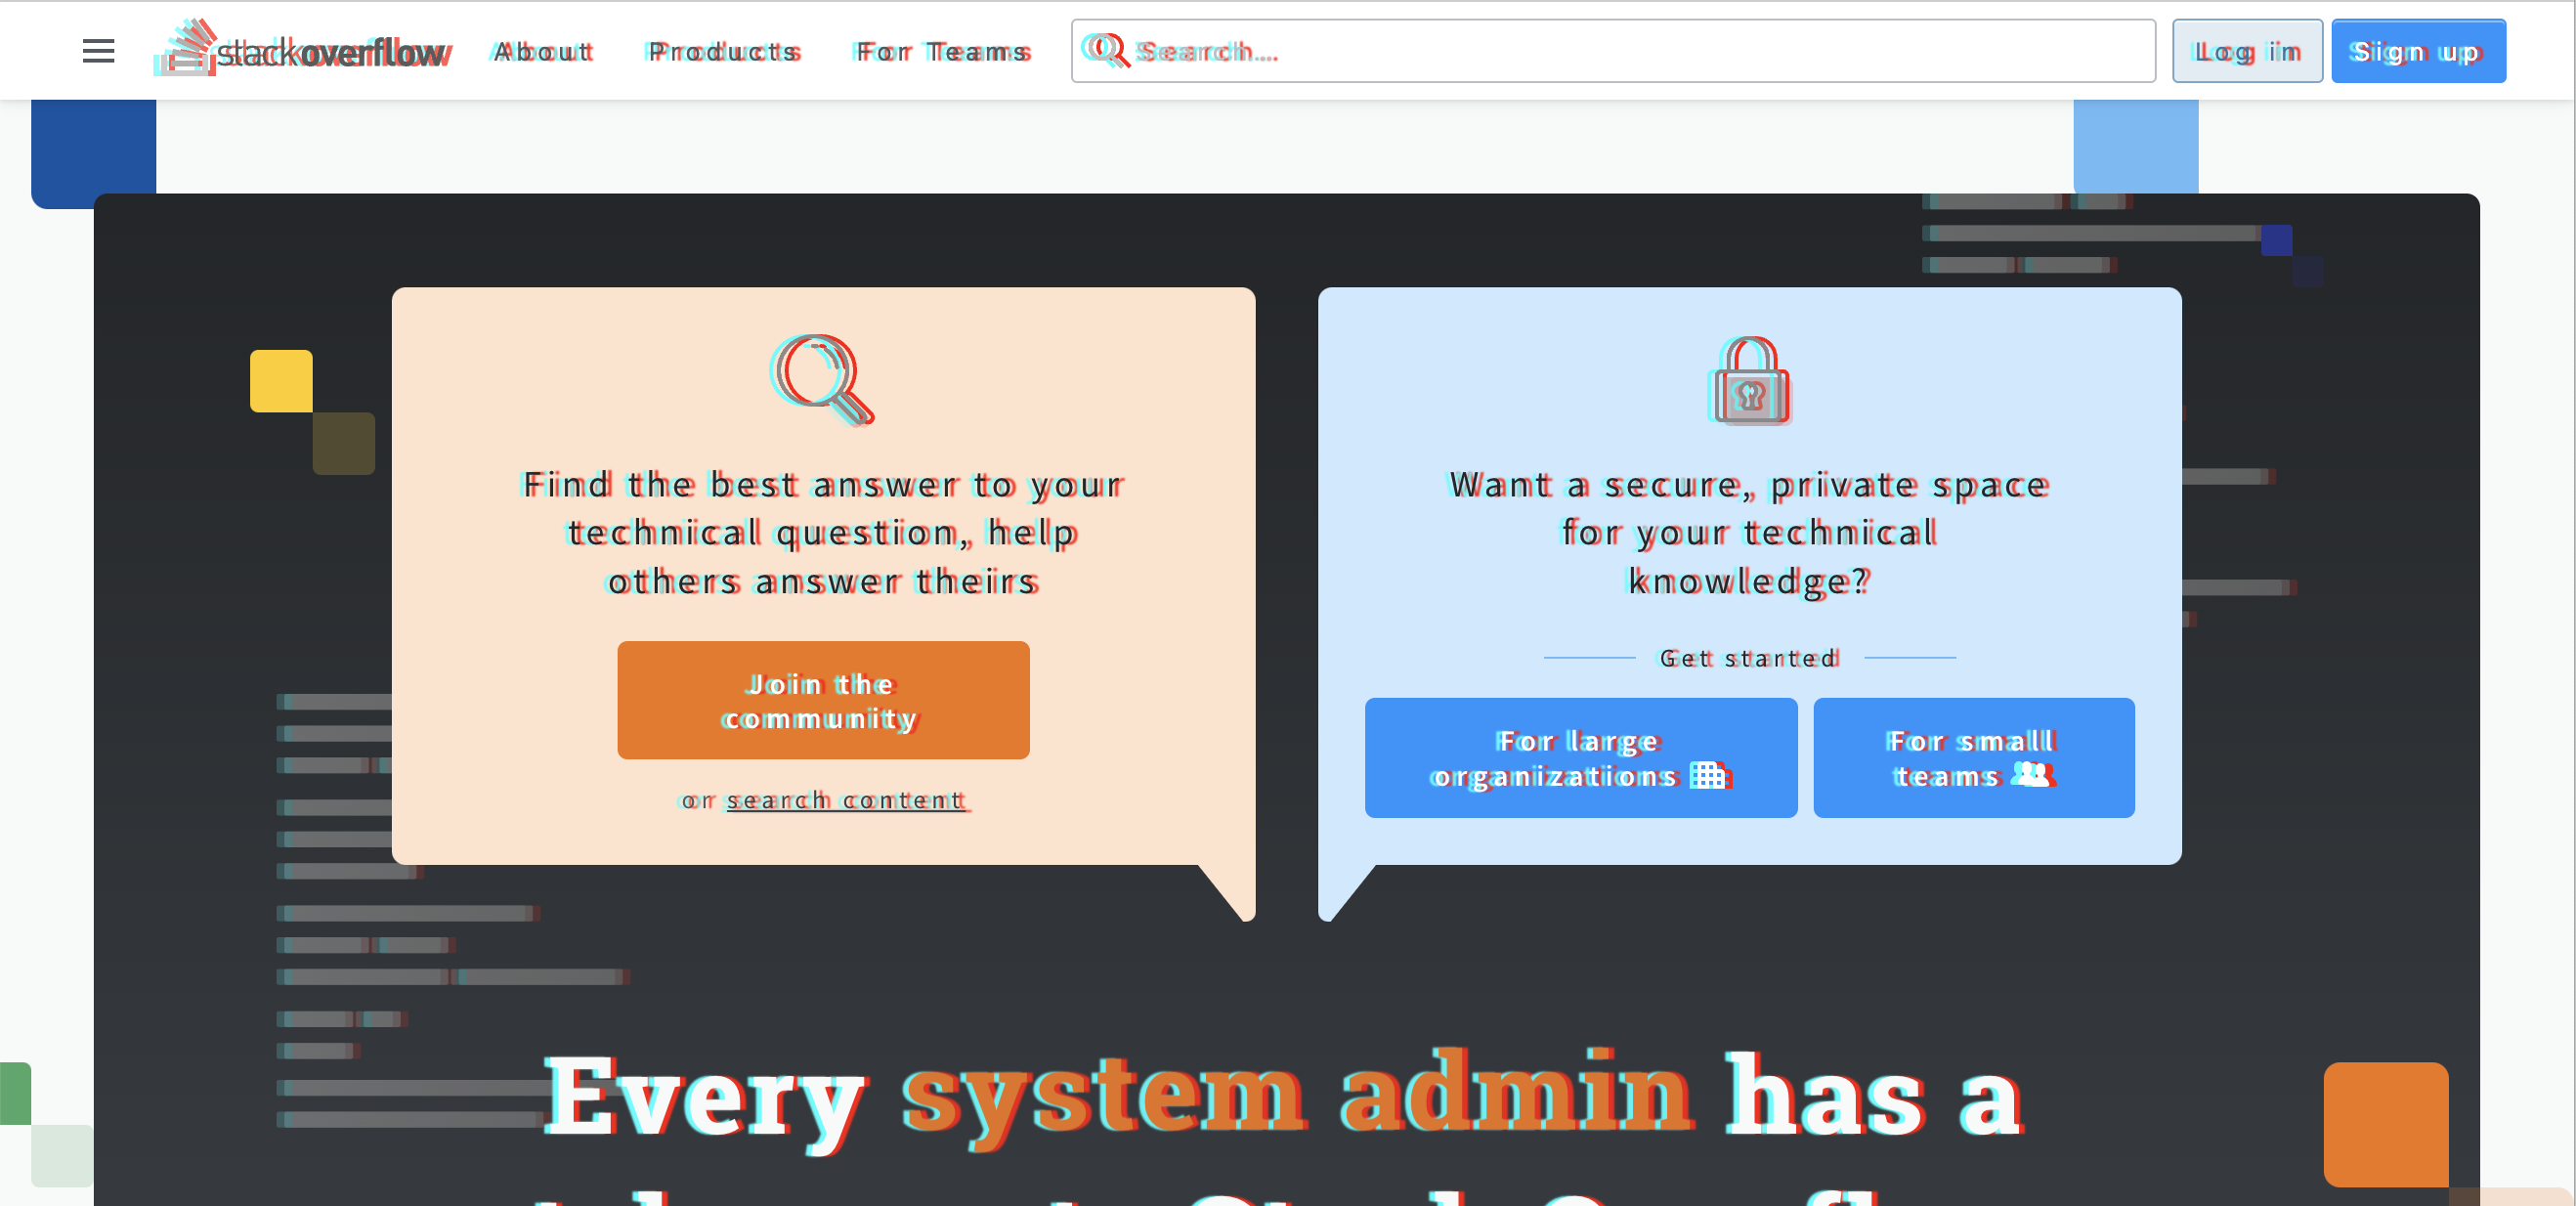 stackoverflow About Products For Teams Search... Log in Sign up
Find the best answer to your
technical question, help
others answer theirs
Join the
community
or search content
Want a secure, private space
for your technical
knowledge?
Get started
For large
organizations
For small
teams
Every system admin has a